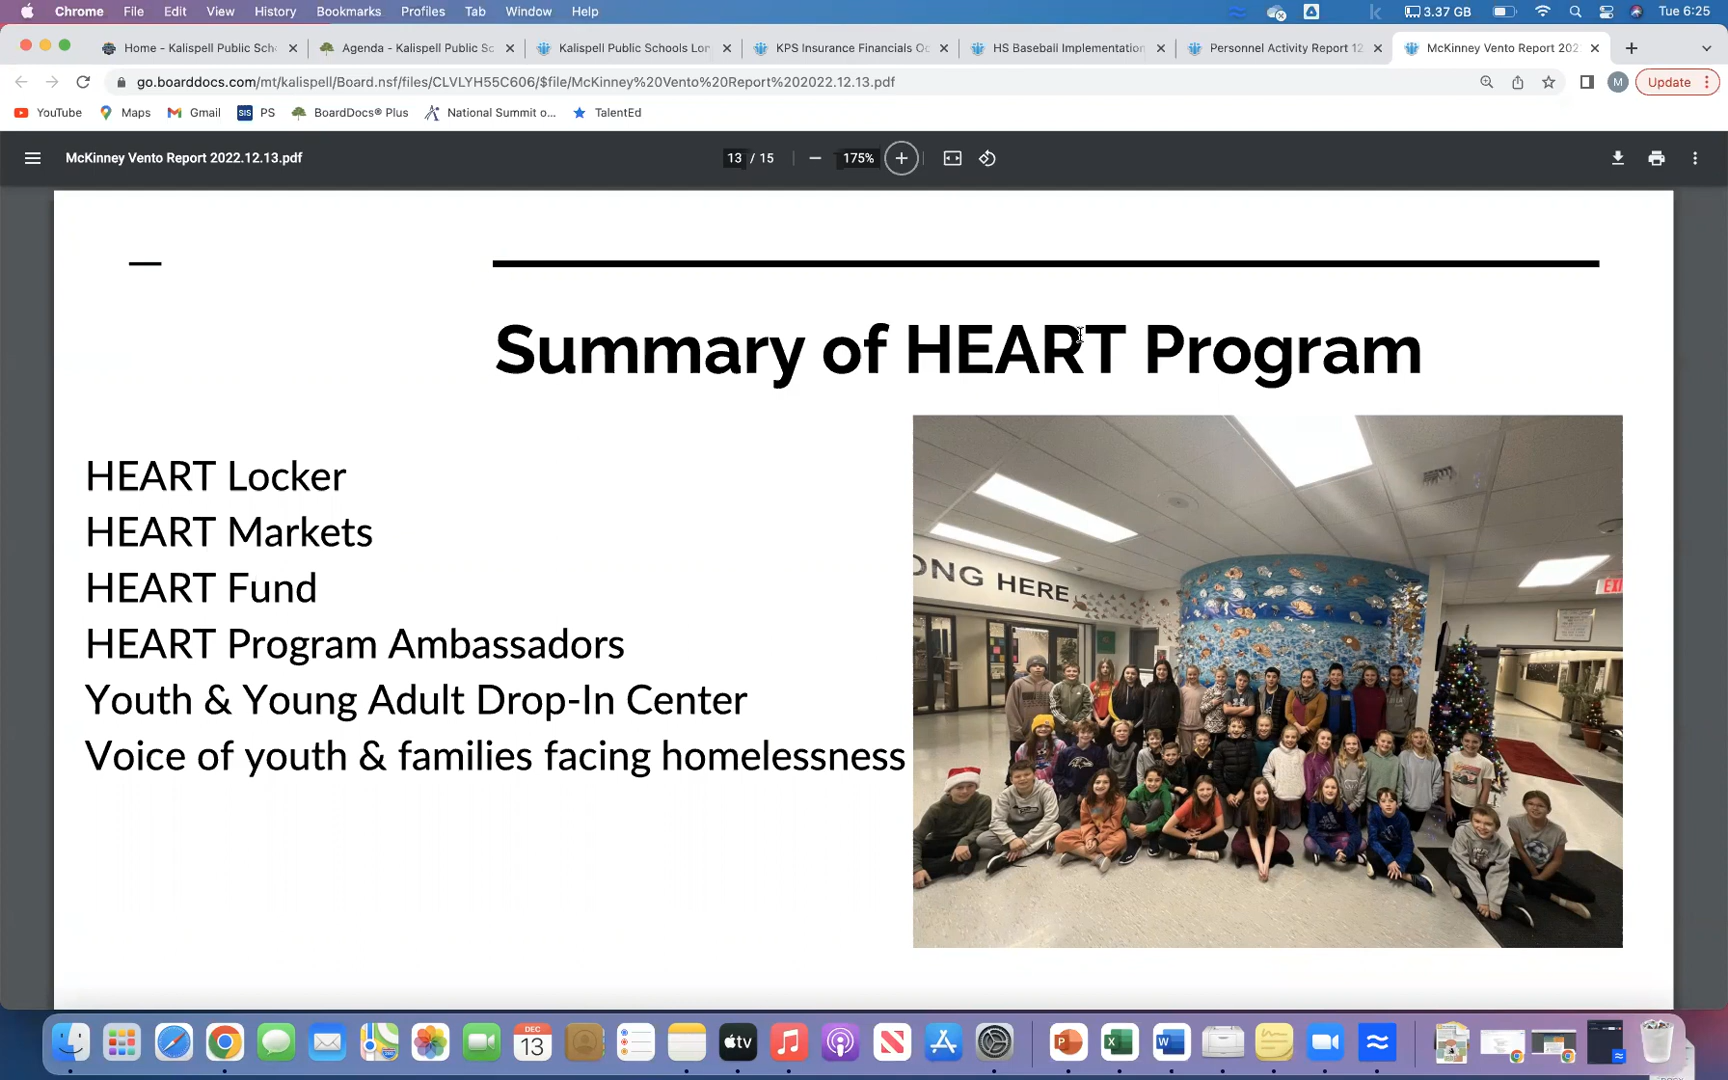 Chrome File Edit View History Bookmarks Profiles Tab Window Help 3.37 GB Tue 6:25
Home - Kalispell Public Sch Agenda - Kalispell Public Sc Kalispell Public Schools Lon KPS Insurance Financials Oc HS Baseball Implementation Personnel Activity Report 12 McKinney Vento Report 202
go.boarddocs.com/mt/kalispell/Board.nsf/files/CLVLYH55C606/$file/McKinney%20Vento%20Report%202022.12.13.pdf M Update
YouTube Maps Gmail SIS PS BoardDocs® Plus National Summit o... TalentEd
McKinney Vento Report 2022.12.13.pdf 13 / 15 175%
Summary of HEART Program
HEART Locker
HEART Markets
HEART Fund
HEART Program Ambassadors
Youth & Young Adult Drop-In Center
Voice of youth & families facing homelessness
ONG HERE
EXI
DEC
13
tv
P
X
W